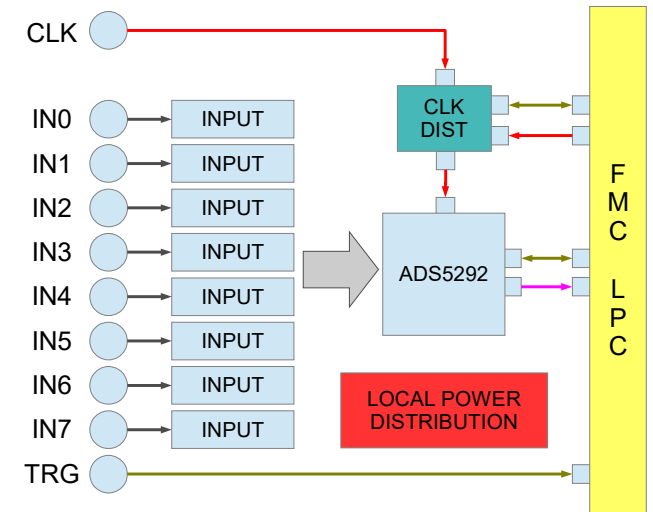 CLK
IN0
INPUT
IN1
INPUT
IN2
INPUT
IN3
INPUT
IN4
INPUT
IN5
INPUT
IN6
INPUT
IN7
INPUT
TRG
CLK
DIST
ADS5292
LOCAL POWER
DISTRIBUTION
F
M
C
L
P
C